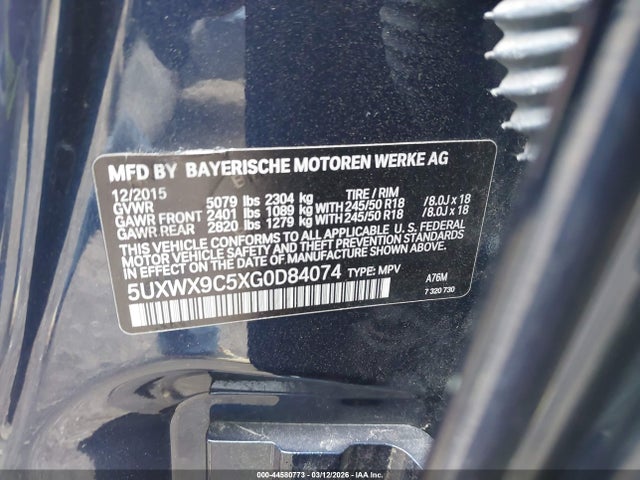 MFD BY BAYERISCHE MOTOREN WERKE AG
12/2015 TIRE / RIM
GVWR 5079 lbs 2304 kg
GAWR FRONT 2401 lbs 1089 kg WITH 245/50 R18 /8.0J x 18
GAWR REAR 2820 lbs 1279 kg WITH 245/50 R18 /8.0J x 18
THIS VEHICLE CONFORMS TO ALL APPLICABLE U. S. FEDERAL
MOTOR VEHICLE SAFETY AND THEFT PREVENTION STANDARDS
IN EFFECT ON THE DATE OF MANUFACTURE SHOWN ABOVE.
5UXWX9C5XG0D84074 TYPE: MPV A76M
7 320 730
000-44580773 - 03/12/2026 - IAA Inc.